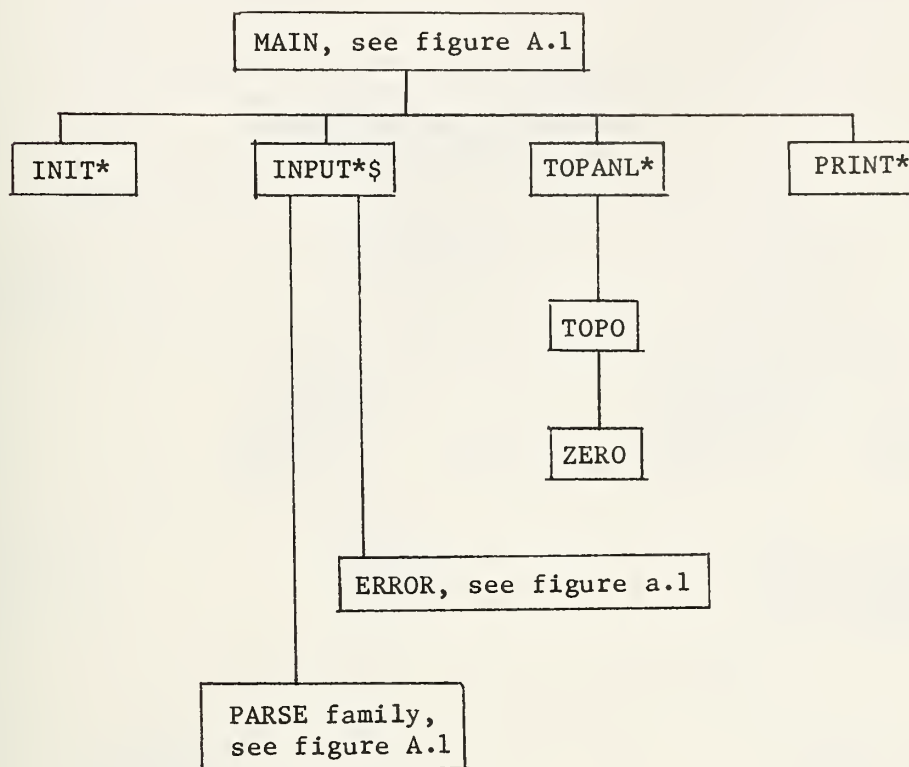 MAIN, see figure A.1
INIT*
INPUT*$
TOPANL*
PRINT*
TOPO
ZERO
ERROR, see figure a.1
PARSE family,
see figure A.1